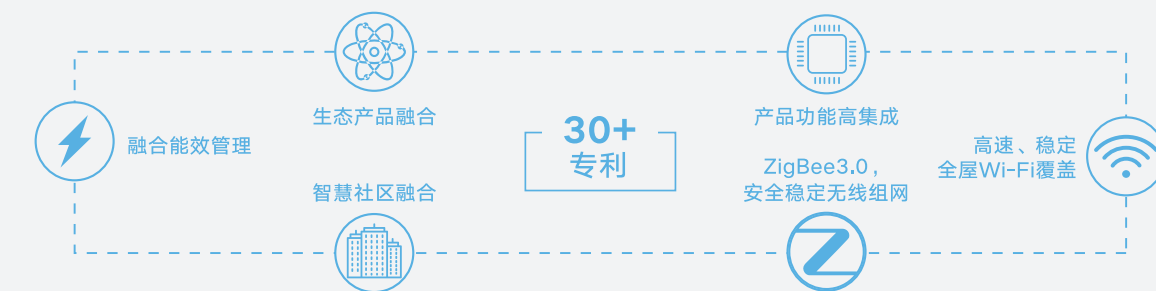 生态产品融合
产品功能高集成
融合能效管理
30+
专利
高速、稳定
全屋Wi-Fi覆盖
智慧社区融合
ZigBee3.0，
安全稳定无线组网